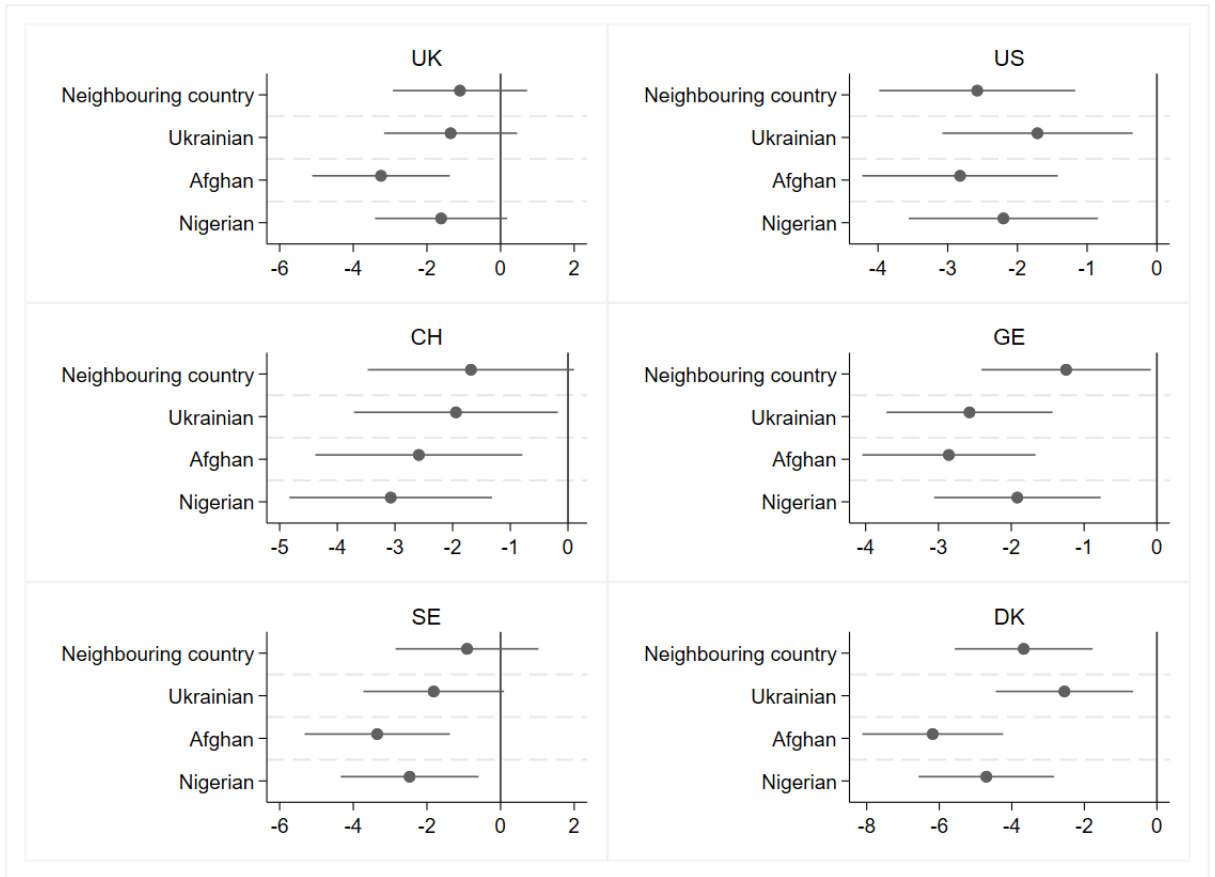 UK
Neighbouring country
Ukrainian
Afghan
Nigerian
-6 -4 -2 0 2
US
Neighbouring country
Ukrainian
Afghan
Nigerian
-4 -3 -2 -1 0
CH
Neighbouring country
Ukrainian
Afghan
Nigerian
-5 -4 -3 -2 -1 0
GE
Neighbouring country
Ukrainian
Afghan
Nigerian
-4 -3 -2 -1 0
SE
Neighbouring country
Ukrainian
Afghan
Nigerian
-6 -4 -2 0 2
DK
Neighbouring country
Ukrainian
Afghan
Nigerian
-8 -6 -4 -2 0